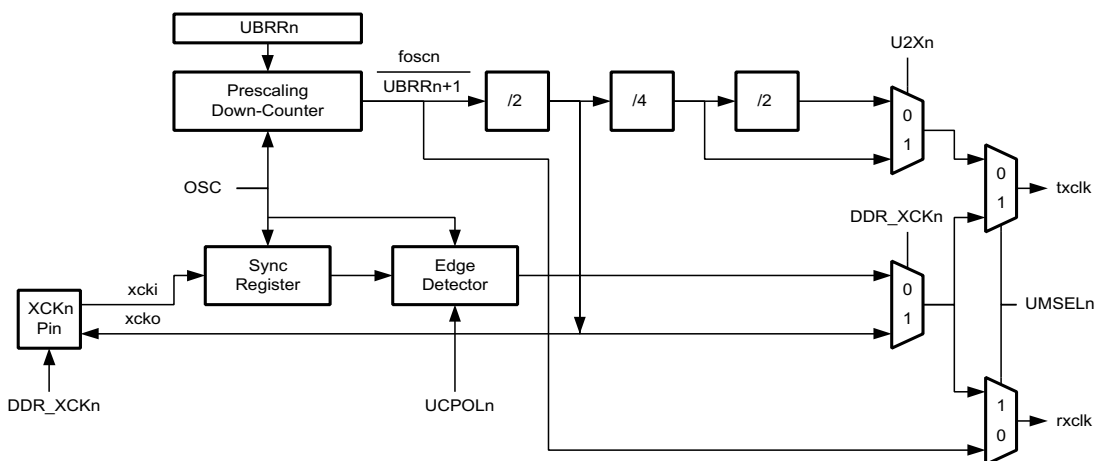 UBRRn
foscn
UBRRn+1
U2Xn
Prescaling
Down-Counter
/2
/4
/2
0
1
OSC
0
1
txclk
DDR_XCKn
Sync
Register
Edge
Detector
xcki
0
1
XCKn
Pin
xcko
UMSELn
DDR_XCKn
UCPOLn
1
0
rxclk